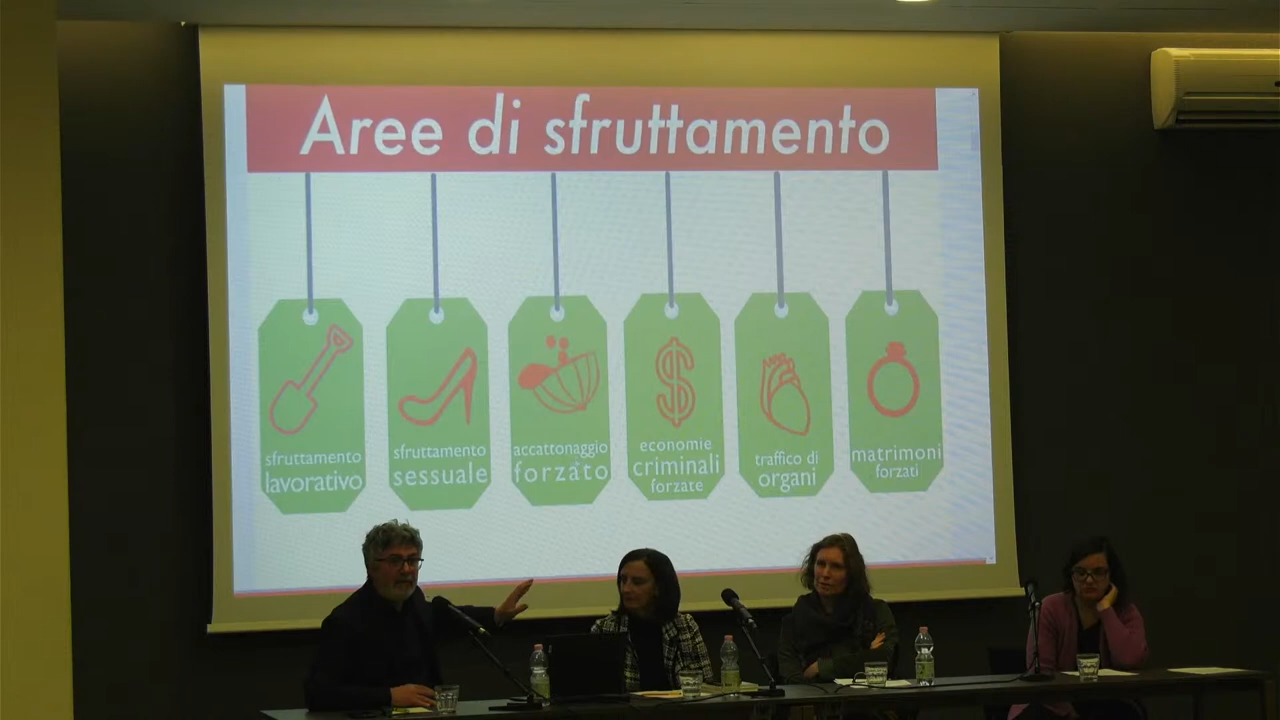 Aree di sfruttamento
sfruttamento
lavorativo
sfruttamento
sessuale
accattonaggio
forzato
economie
criminali
forzate
traffico di
organi
matrimoni
forzati